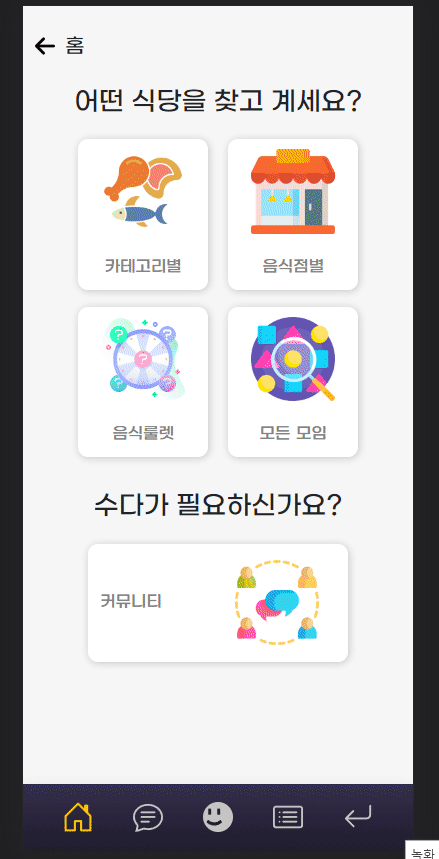 홈
어떤 식당을 찾고 계세요?
카테고리별
음식점별
음식룰렛
모든 모임
수다가 필요하신가요?
커뮤니티
녹화